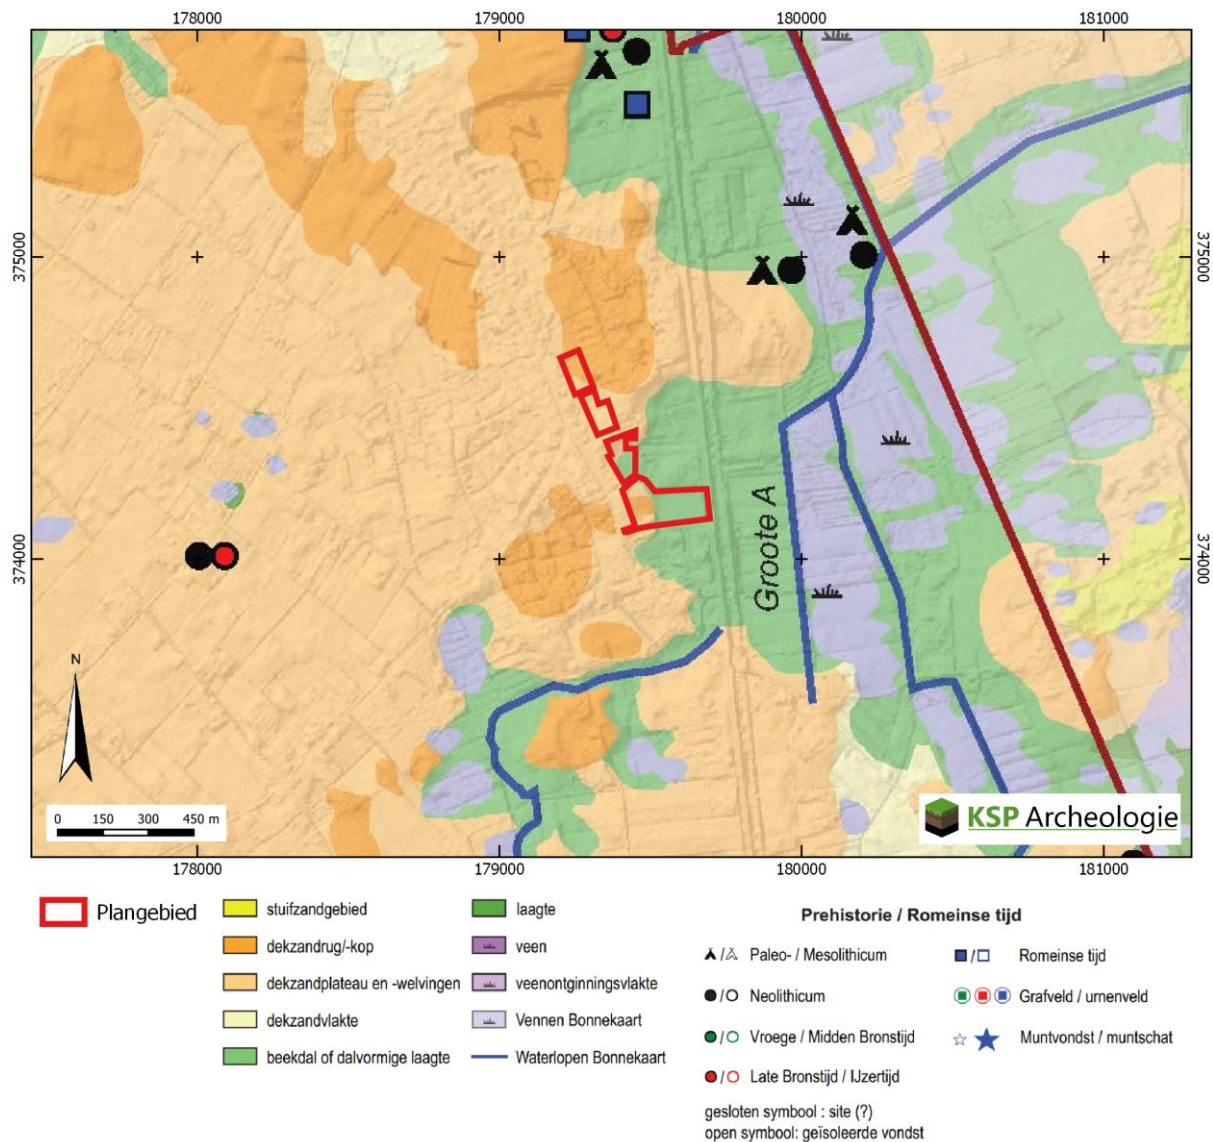 178000 179000 180000 181000
375000 375000
374000 374000
Groote A
N
0 150 300 450 m
KSP Archeologie
178000 179000 180000 181000
Plangebied
stuifzandgebied
dekzandrug/-kop
dekzandplateau en -welvingen
dekzandvlakte
beekdal of dalvormige laagte
laagte
veen
veenontginningsvlakte
Vennen Bonnekaart
Waterlopen Bonnekaart
Prehistorie / Romeinse tijd
/ Paleo- / Mesolithicum
/ Neolithicum
/ Vroege / Midden Bronstijd
/ Late Bronstijd / IJzertijd
/ Romeinse tijd
Grafveld / urnenveld
Muntvondst / muntschat
gesloten symbool : site (?)
open symbool: geïsoleerde vondst